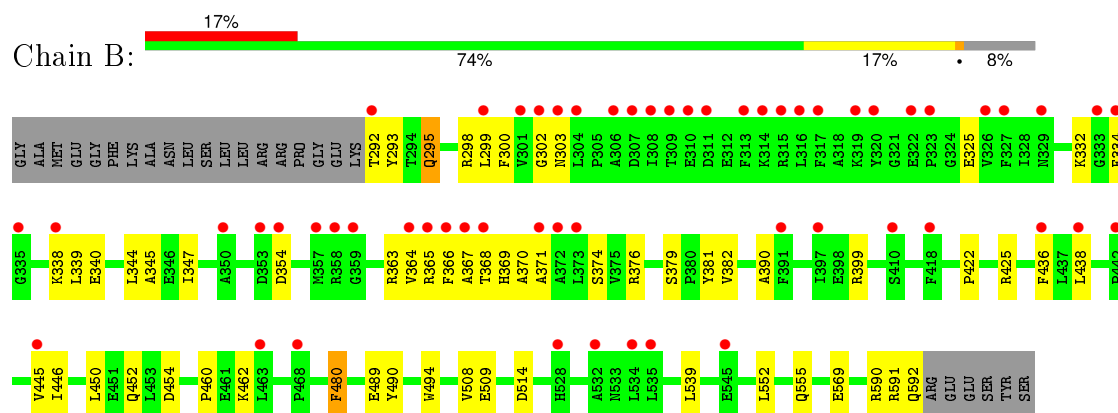 17%
Chain B:
74% 17% • 8%
GLY ALA MET GLU GLY PHE LYS ALA ASN LEU SER LEU LEU ARG ARG PRO GLY GLU LYS T292 Y293 T294 Q295 R298 L299 F300 V301 G302 N303 L304 P305 A306 D307 I308 T309 E310 D311 E312 F313 K314 R315 L316 F317 A318 K319 Y320 G321 E322 P323 G324 E325 V326 F327 I328 N329 K332 G333 F334
G335 K338 L339 E340 L344 A345 E346 I347 A350 D353 D354 M357 R358 G359 R363 V364 R365 F366 A367 T368 H369 A370 A371 A372 L373 S374 V375 R376 S379 P380 Y381 V382 A390 F391 I397 E398 R399 S410 F418 P422 R425 F436 L437 L438
V445 I446 L450 E451 Q452 L453 D454 P460 E461 K462 L463 P468 F480 E489 Y490 W494 V508 E509 D514 H528 A532 N533 L534 L535 L539 E545 L552 Q555 E569 R590 R591 Q592 ARG GLU GLU SER TYR SER